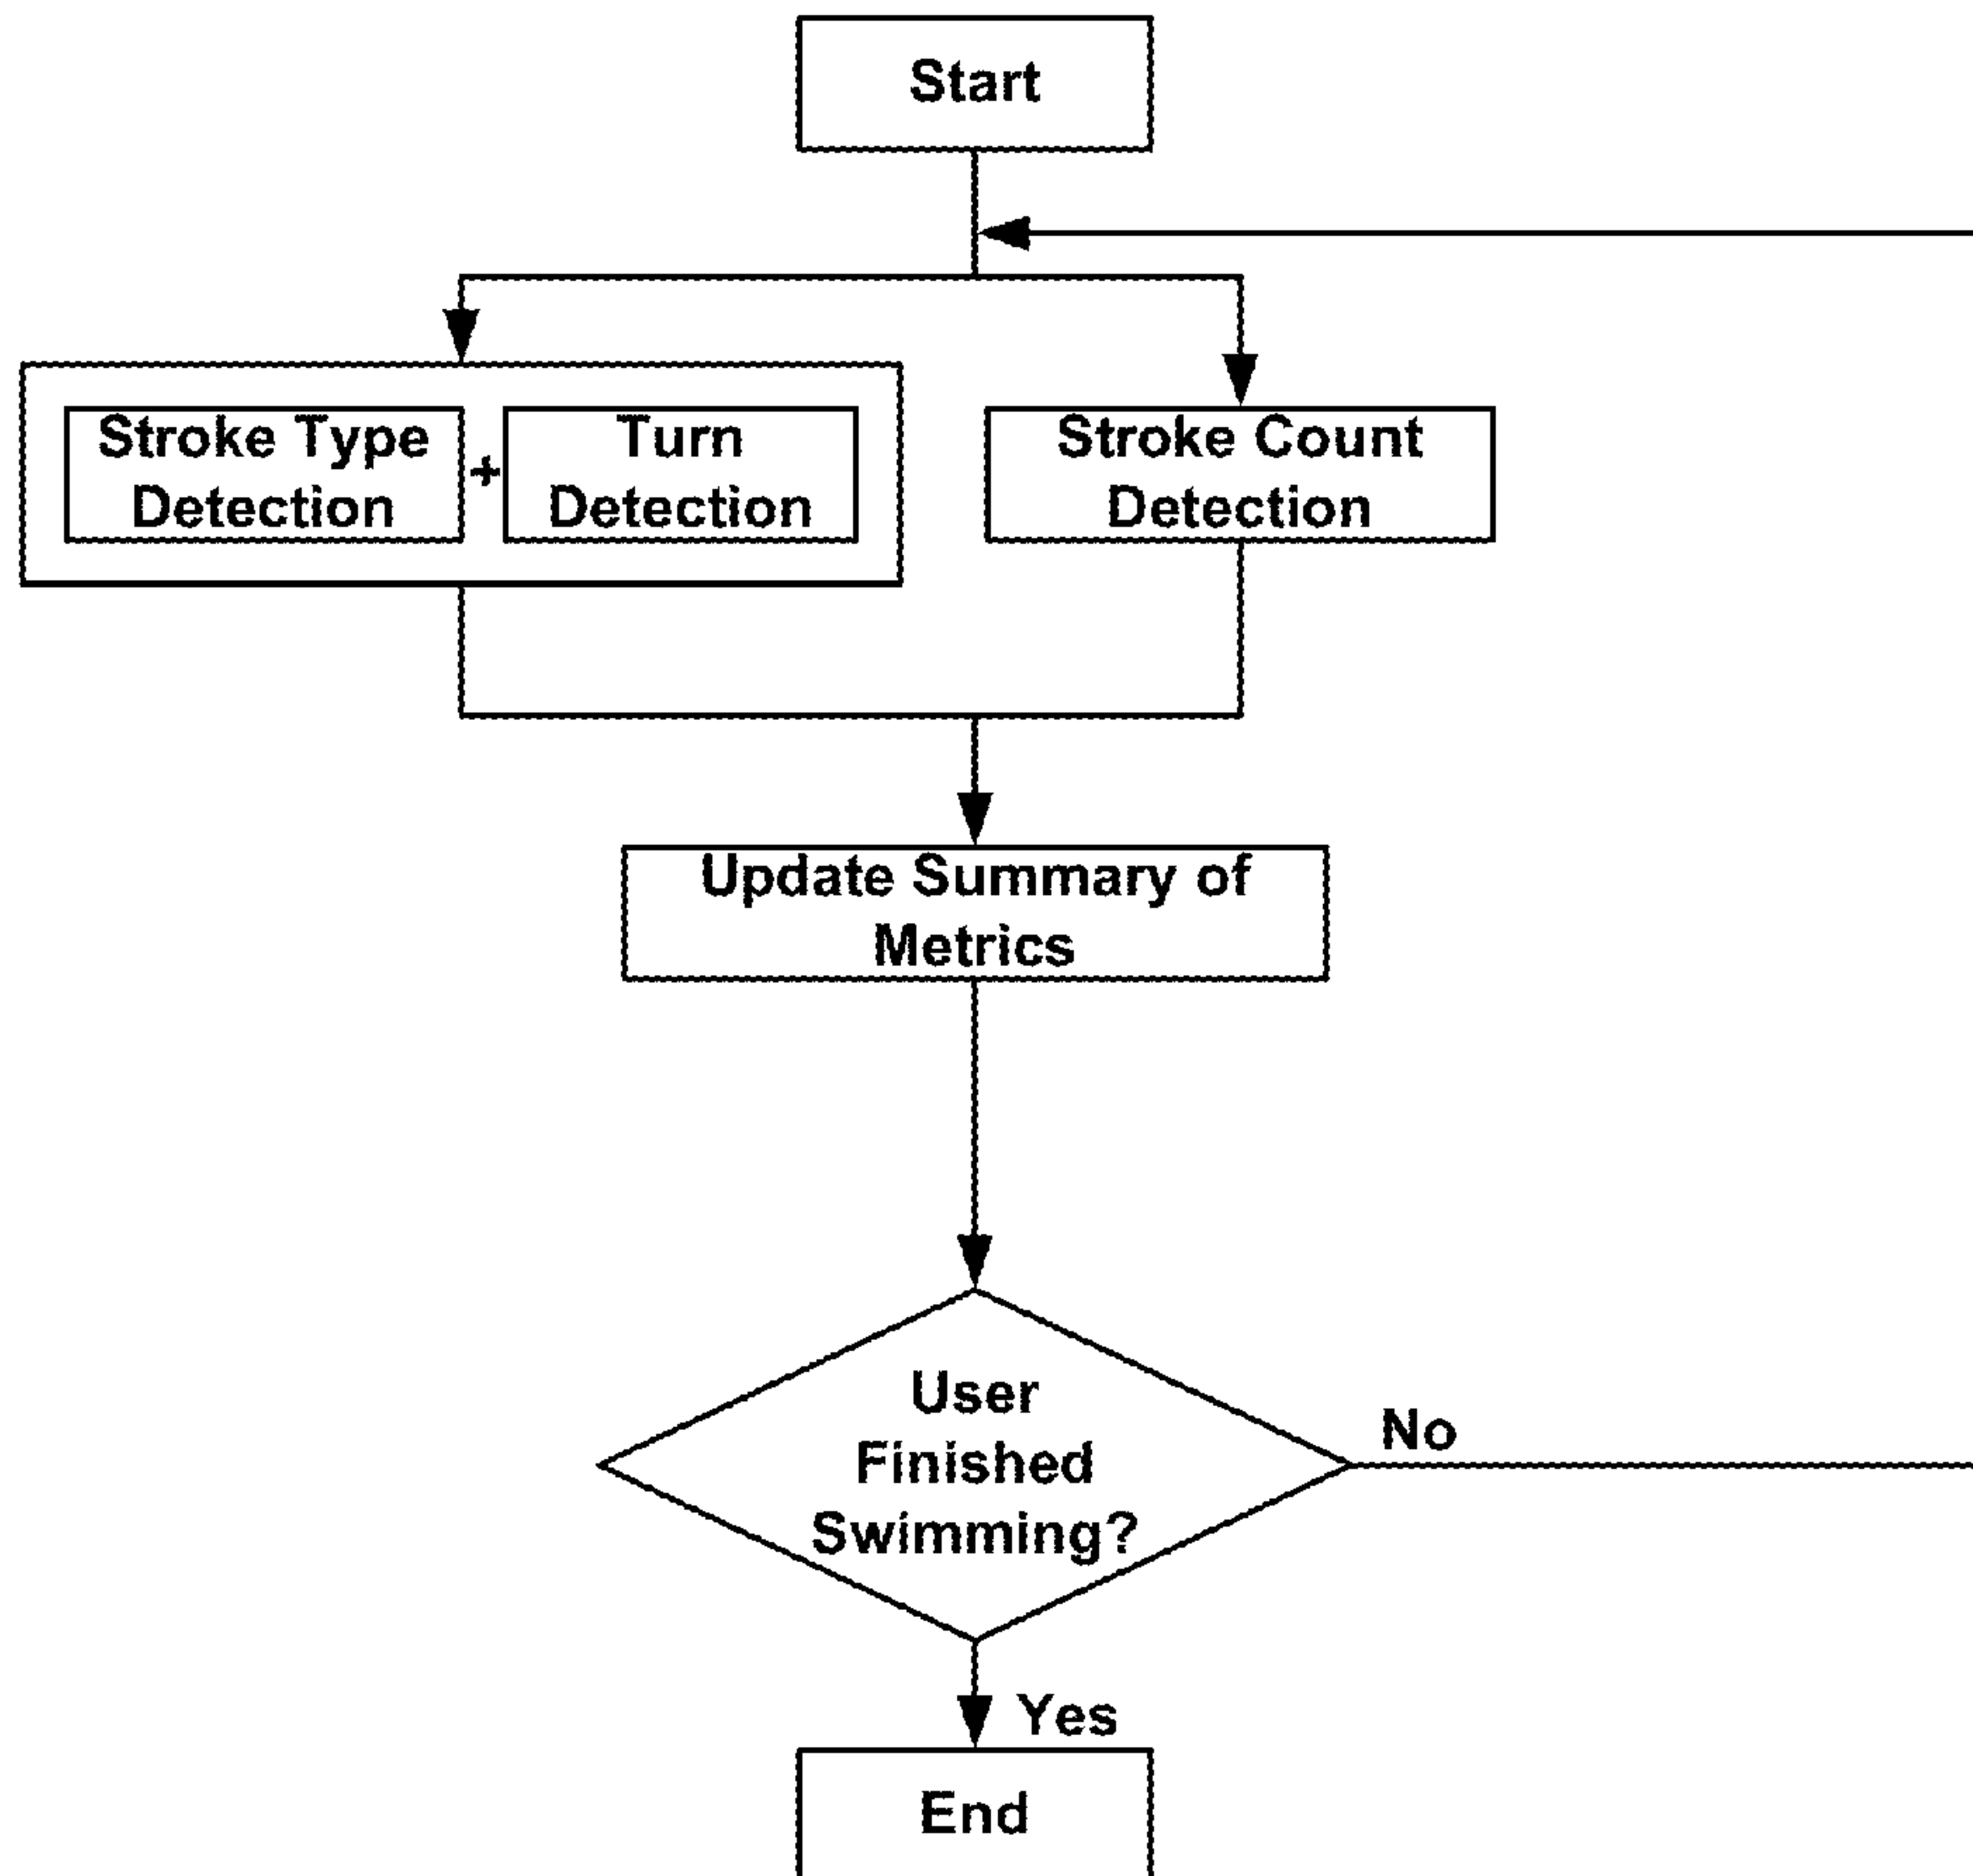 Start
Stroke Type
Detection
+
Turn
Detection
Stroke Count
Detection
Update Summary of
Metrics
User
Finished
Swimming?
No
Yes
End